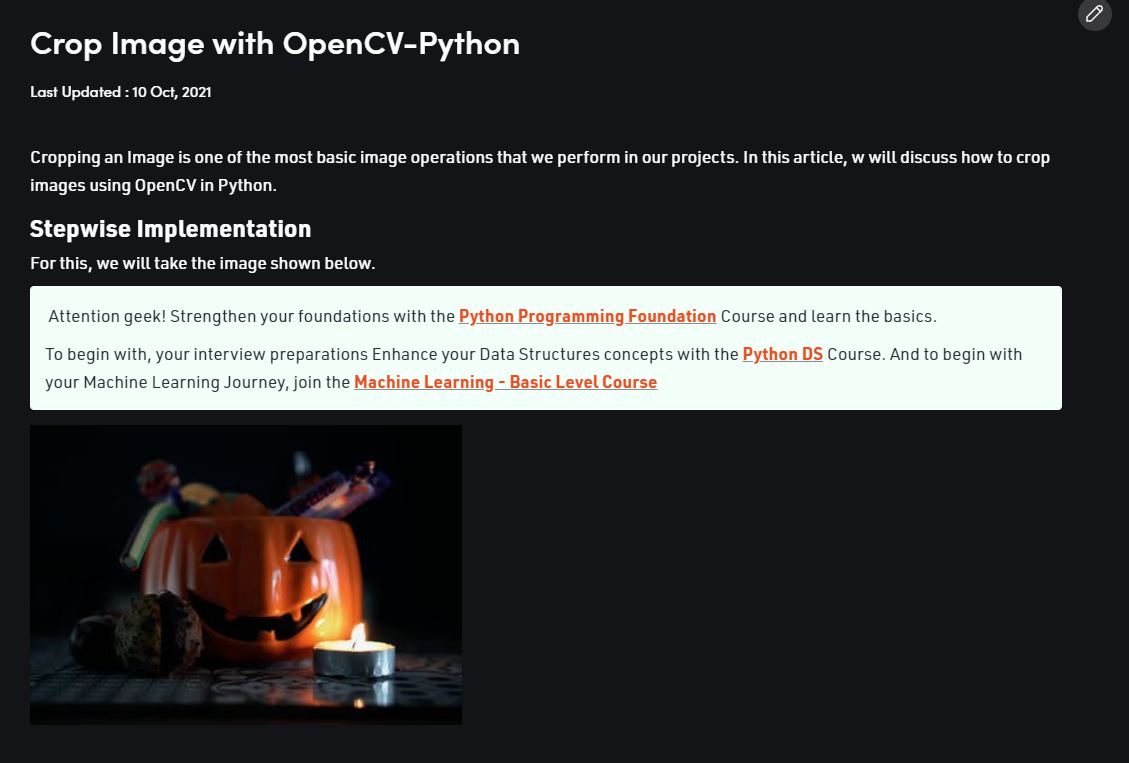 Crop Image with OpenCV-Python
Last Updated : 10 Oct, 2021
Cropping an Image is one of the most basic image operations that we perform in our projects. In this article, w will discuss how to crop
images using OpenCV in Python.
Stepwise Implementation
For this, we will take the image shown below.
Attention geek! Strengthen your foundations with the Python Programming Foundation Course and learn the basics.
To begin with, your interview preparations Enhance your Data Structures concepts with the Python DS Course. And to begin with
your Machine Learning Journey, join the Machine Learning - Basic Level Course